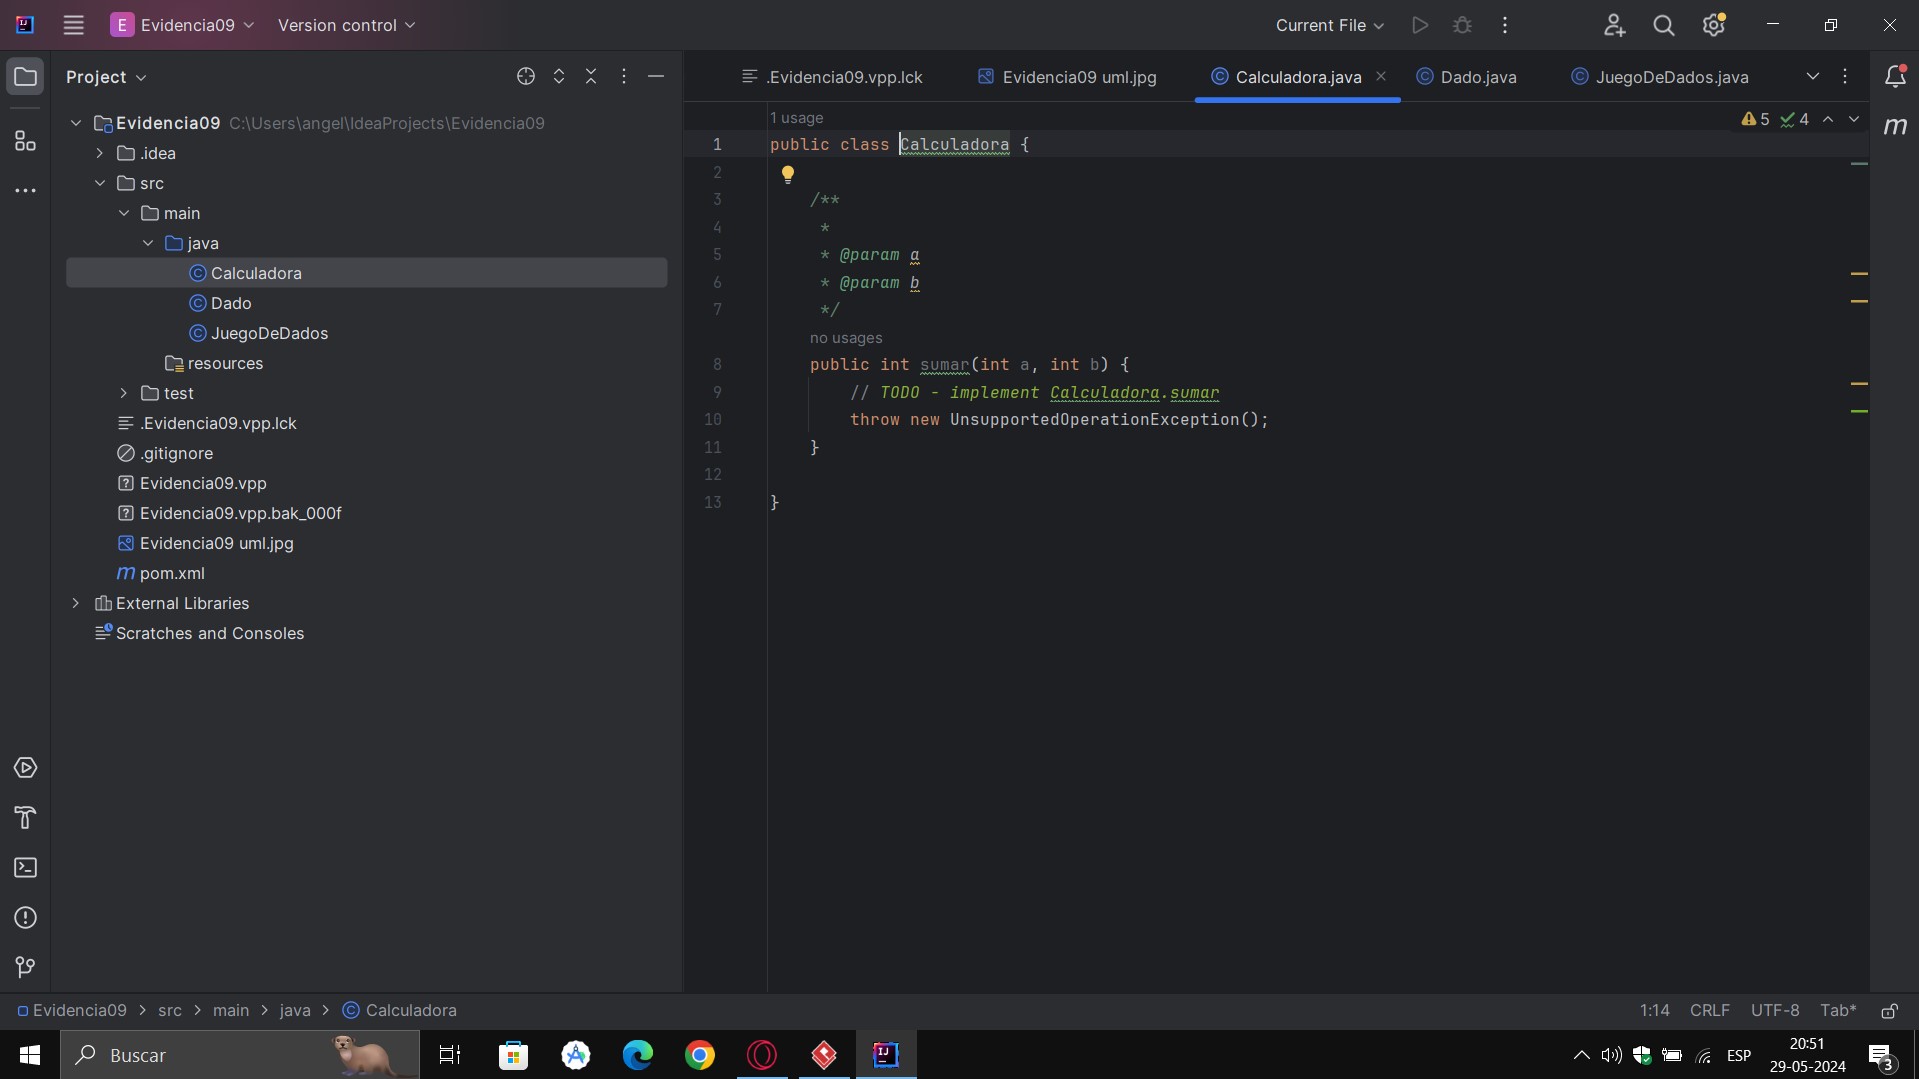 E Evidencia09
Version control
Current File
Project
.Evidencia09.vpp.lck
Evidencia09 uml.jpg
Calculadora.java
Dado.java
JuegoDeDados.java
Evidencia09 C:\Users\angel\IdeaProjects\Evidencia09
.idea
src
main
java
Calculadora
Dado
JuegoDeDados
resources
test
.Evidencia09.vpp.lck
.gitignore
Evidencia09.vpp
Evidencia09.vpp.bak_000f
Evidencia09 uml.jpg
m pom.xml
External Libraries
Scratches and Consoles
1 usage
5 4
m
1 public class Calculadora {
2
3 /**
4 *
5 * @param a
6 * @param b
7 */
no usages
8 public int sumar(int a, int b) {
9 // TODO - implement Calculadora.sumar
10 throw new UnsupportedOperationException();
11 }
12
13 }
Evidencia09 > src > main > java > Calculadora
1:14 CRLF UTF-8 Tab*
Buscar
ESP
20:51
29-05-2024
3